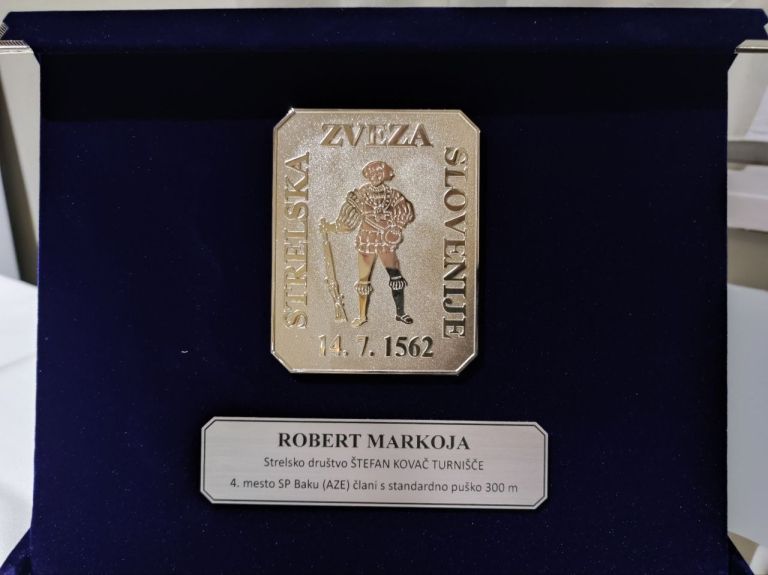 STRELSKA
ZVEZA
SLOVENIJE
14. 7. 1562
ROBERT MARKOJA
Strelsko društvo ŠTEFAN KOVAČ TURNIŠČE
4. mesto SP Baku (AZE) člani s standardno puško 300 m